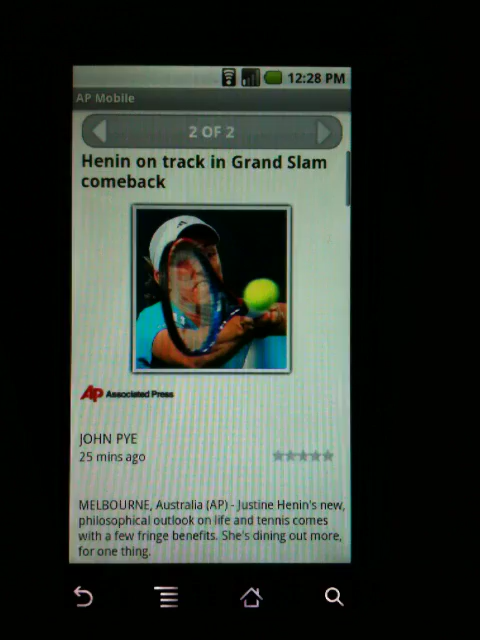 12:28 PM
AP Mobile
2 OF 2
Henin on track in Grand Slam
comeback
AP Associated Press
JOHN PYE
25 mins ago
MELBOURNE, Australia (AP) - Justine Henin's new,
philosophical outlook on life and tennis comes
with a few fringe benefits. She's dining out more,
for one thing.